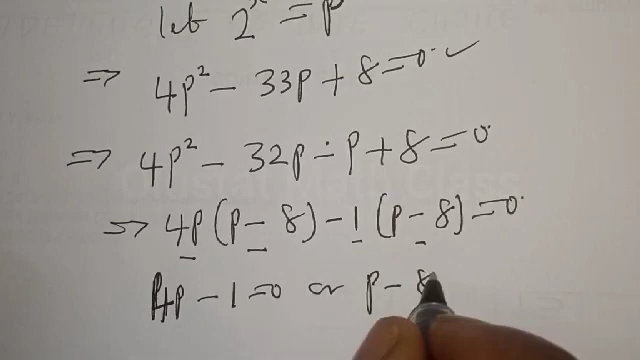 let 2^x = p
=> 4p² - 33p + 8 = 0 ✓
=> 4p² - 32p - p + 8 = 0
=> 4p(p - 8) - 1(p - 8) = 0
4p - 1 = 0 or p - 8